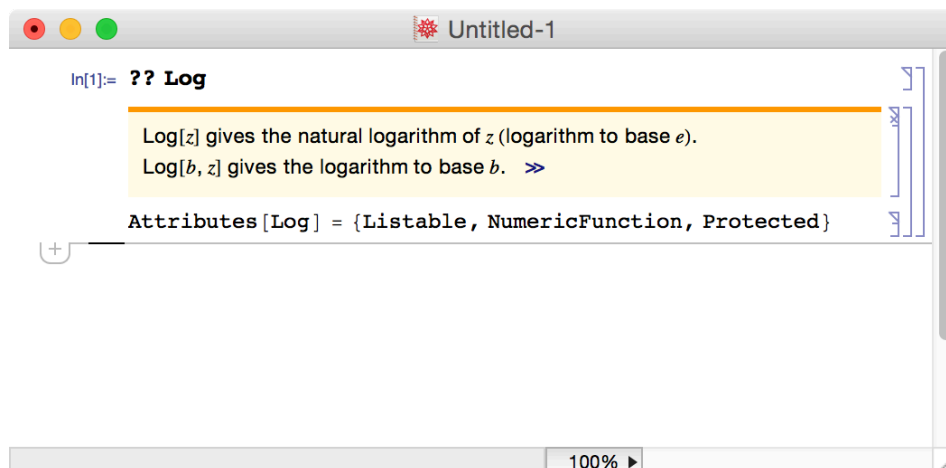 Untitled-1
In[1]:= ?? Log
Log[z] gives the natural logarithm of z (logarithm to base e).
Log[b, z] gives the logarithm to base b. ≫
Attributes[Log] = {Listable, NumericFunction, Protected}
100%